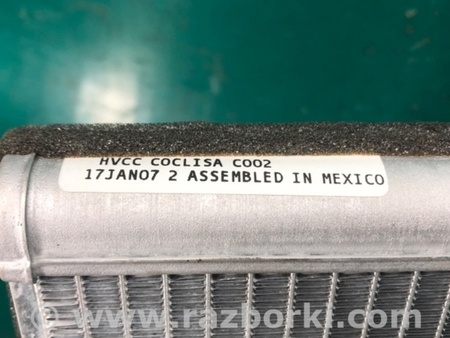 HVCC COCLISA C002
17JAN07 2 ASSEMBLED IN MEXICO
© www.razborki.com